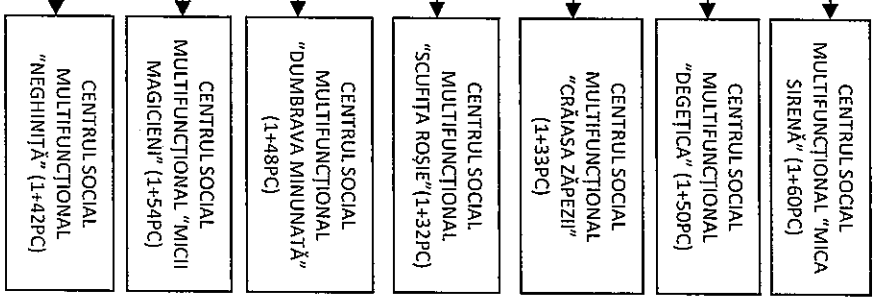 CENTRUL SOCIAL
MULTIFUNCȚIONAL "MICA
SIRENĂ" (1+60PC)
CENTRUL SOCIAL
MULTIFUNCȚIONAL
"DEGEȚICA" (1+50PC)
CENTRUL SOCIAL
MULTIFUNCȚIONAL
"CRĂIASA ZĂPEZII"
(1+33PC)
CENTRUL SOCIAL
MULTIFUNCȚIONAL
"SCUFIȚA ROȘIE"(1+32PC)
CENTRUL SOCIAL
MULTIFUNCȚIONAL
"DUMBRAVA MINUNATĂ"
(1+48PC)
CENTRUL SOCIAL
MULTIFUNCȚIONAL "MICII
MAGICIENI" (1+54PC)
CENTRUL SOCIAL
MULTIFUNCȚIONAL
"NEGHINIȚĂ" (1+42PC)